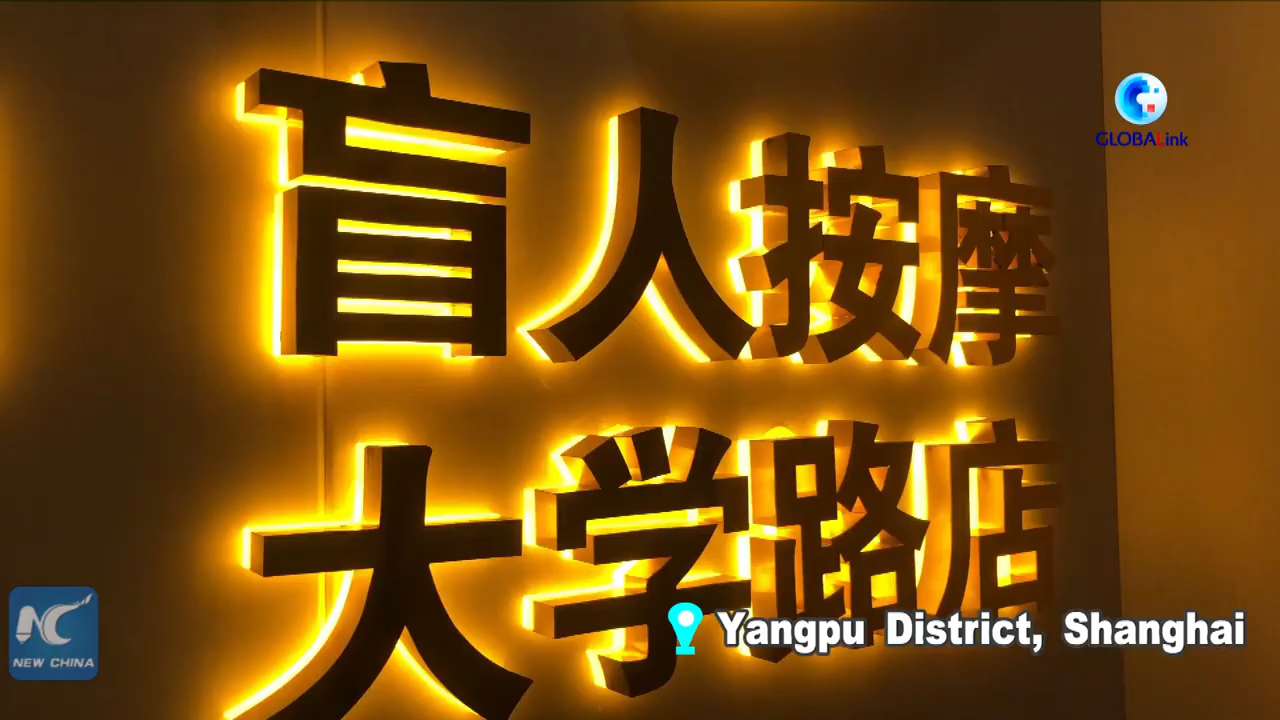 盲人按摩
大学路店
GLOBALink
Yangpu District, Shanghai
NEW CHINA